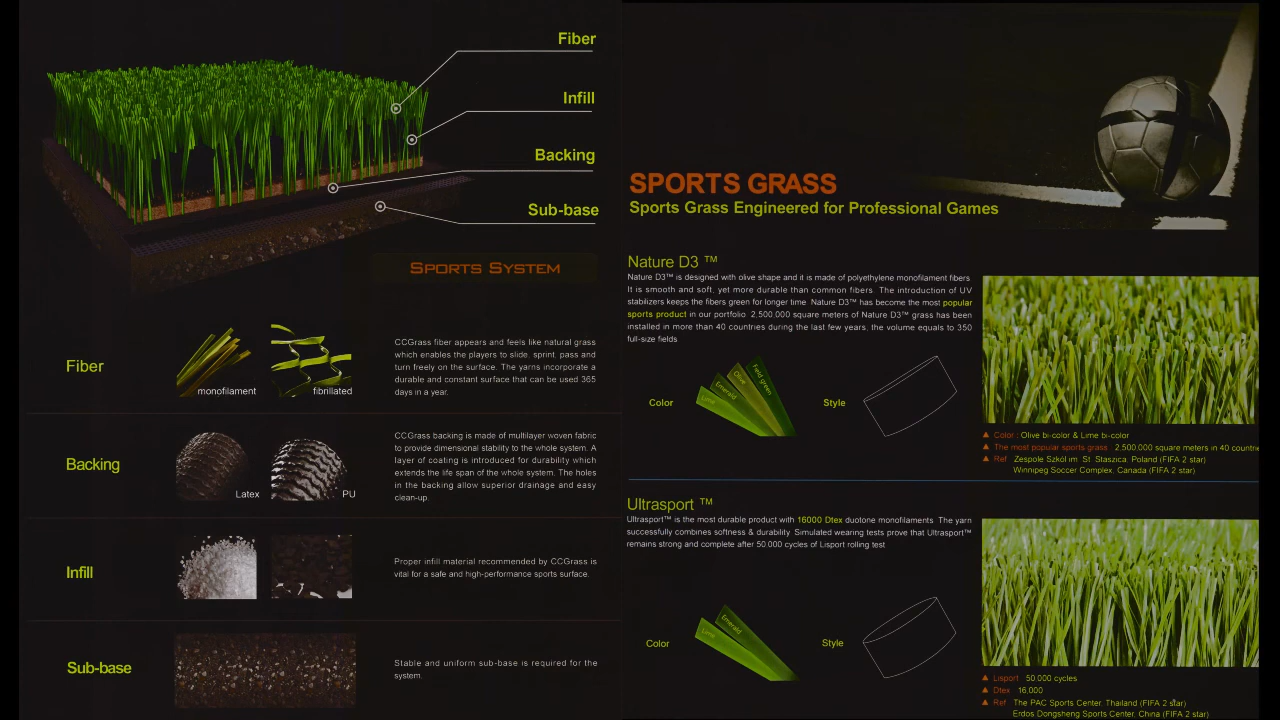 Fiber
Infill
Backing
Sub-base
SPORTS SYSTEM
Fiber
monofilament
fibrillated
CCGrass fiber appears and feels like natural grass
which enables the players to slide, sprint, pass and
turn freely on the surface. The yarns incorporate a
durable and constant surface that can be used 365
days in a year.
Backing
Latex
PU
CCGrass backing is made of multilayer woven fabric
to provide dimensional stability to the whole system. A
layer of coating is introduced for durability which
extends the life span of the whole system. The holes
in the backing allow superior drainage and easy
clean-up.
Infill
Proper infill material recommended by CCGrass is
vital for a safe and high-performance sports surface.
Sub-base
Stable and uniform sub-base is required for the
system.
SPORTS GRASS
Sports Grass Engineered for Professional Games
Nature D3 ™
Nature D3™ is designed with olive shape and it is made of polyethylene monofilament fibers.
It is smooth and soft, yet more durable than common fibers. The introduction of UV
stabilizers keeps the fibers green for longer time. Nature D3™ has become the most popular
sports product in our portfolio. 2,500,000 square meters of Nature D3™ grass has been
installed in more than 40 countries during the last few years, the volume equals to 350
full-size fields.
Color
Lime
Emerald
Olive
Field green
Style
▲ Color : Olive bi-color & Lime bi-color
▲ The most popular sports grass : 2,500,000 square meters in 40 countrie
▲ Ref : Zespole Szkól im. St. Staszica, Poland (FIFA 2 star)
Winnipeg Soccer Complex, Canada (FIFA 2 star)
Ultrasport ™
Ultrasport™ is the most durable product with 16000 Dtex duotone monofilaments. The yarn
successfully combines softness & durability. Simulated wearing tests prove that Ultrasport™
remains strong and complete after 50,000 cycles of Lisport rolling test.
Color
Lime
Emerald
Style
▲ Lisport : 50,000 cycles
▲ Dtex : 16,000
▲ Ref : The PAC Sports Center, Thailand (FIFA 2 star)
Erdos Dongsheng Sports Center, China (FIFA 2 star)